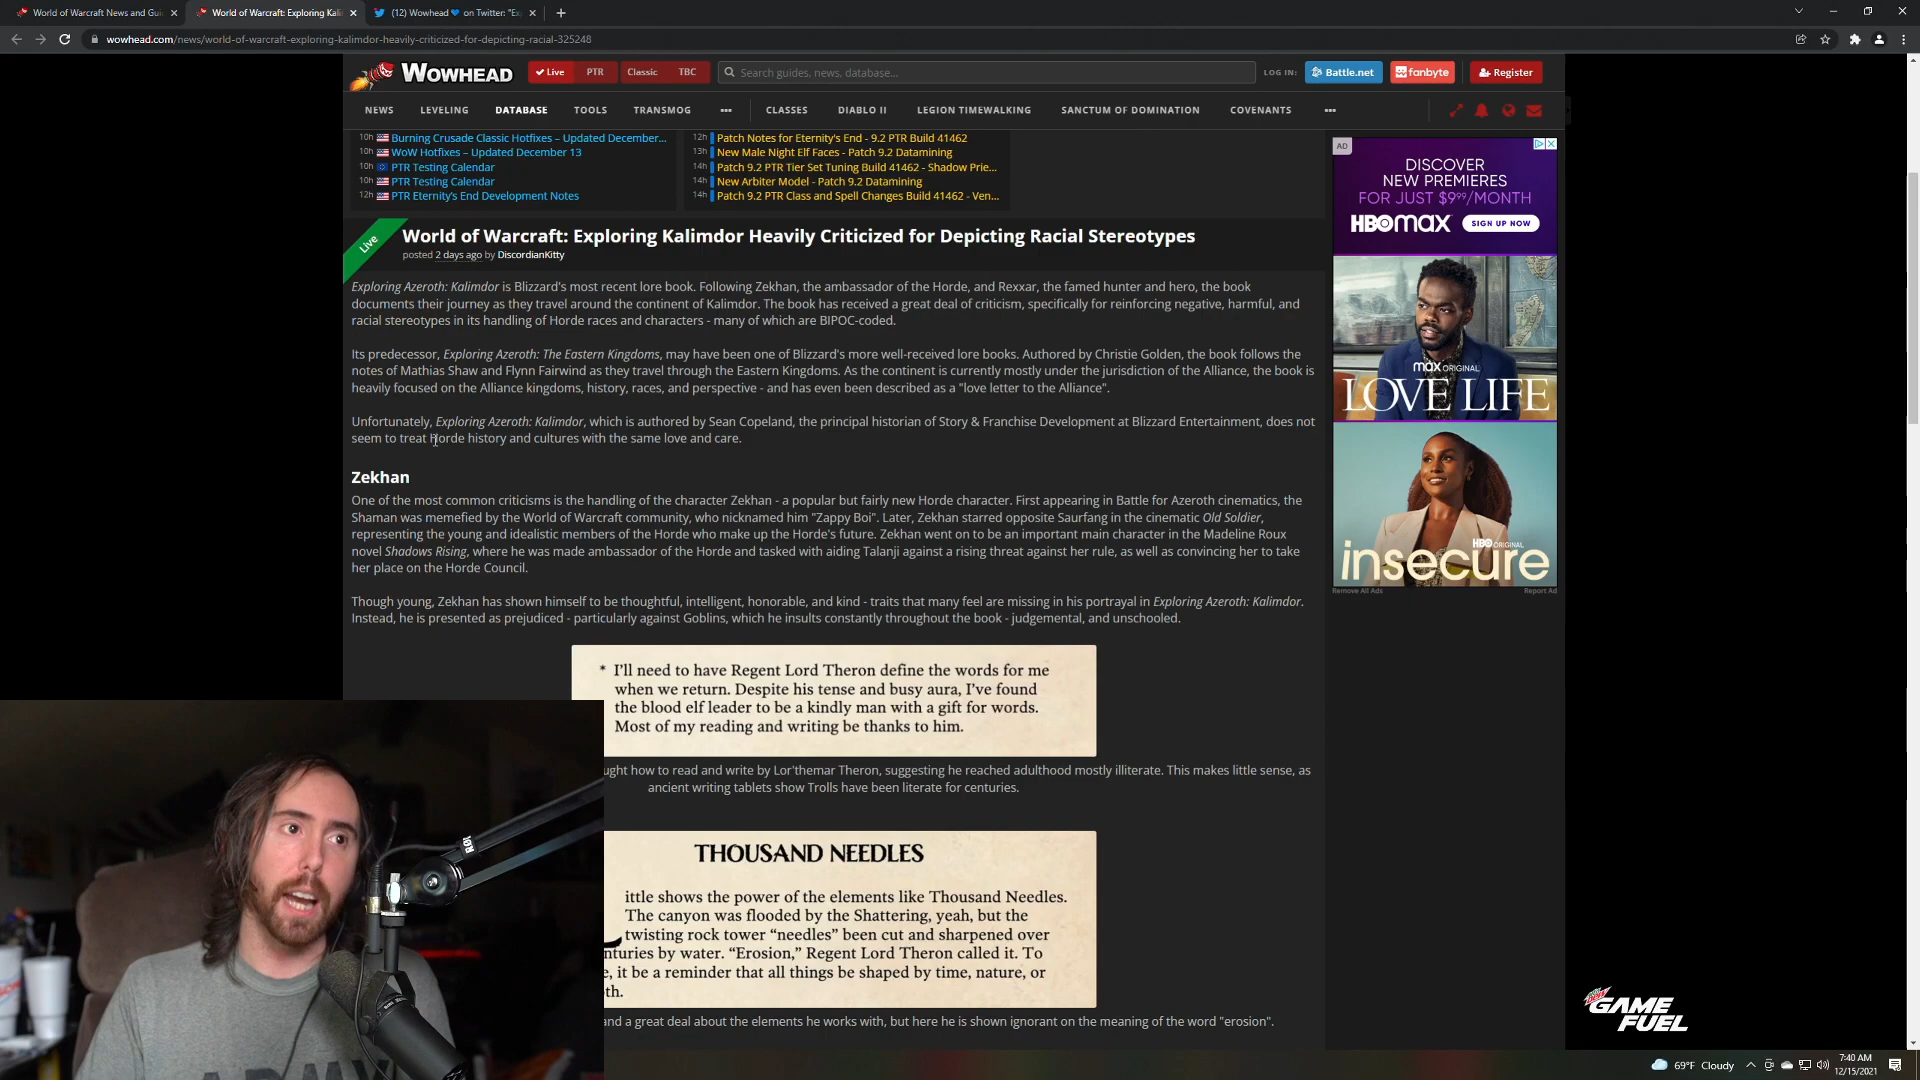 World of Warcraft News and Gui
World of Warcraft: Exploring Kali
(12) Wowhead 💙 on Twitter: "Ex
wowhead.com/news/world-of-warcraft-exploring-kalimdor-heavily-criticized-for-depicting-racial-325248
WOWHEAD Live PTR Classic TBC Search guides, news, database... LOG IN: Battle.net fanbyte Register
NEWS LEVELING DATABASE TOOLS TRANSMOG ... CLASSES DIABLO II LEGION TIMEWALKING SANCTUM OF DOMINATION COVENANTS ...
10h Burning Crusade Classic Hotfixes – Updated December...
10h WoW Hotfixes – Updated December 13
10h PTR Testing Calendar
10h PTR Testing Calendar
12h PTR Eternity's End Development Notes
12h Patch Notes for Eternity's End - 9.2 PTR Build 41462
13h New Male Night Elf Faces - Patch 9.2 Datamining
14h Patch 9.2 PTR Tier Set Tuning Build 41462 - Shadow Prie...
14h New Arbiter Model - Patch 9.2 Datamining
14h Patch 9.2 PTR Class and Spell Changes Build 41462 - Ven...
Live
World of Warcraft: Exploring Kalimdor Heavily Criticized for Depicting Racial Stereotypes
posted 2 days ago by DiscordianKitty
Exploring Azeroth: Kalimdor is Blizzard's most recent lore book. Following Zekhan, the ambassador of the Horde, and Rexxar, the famed hunter and hero, the book
documents their journey as they travel around the continent of Kalimdor. The book has received a great deal of criticism, specifically for reinforcing negative, harmful, and
racial stereotypes in its handling of Horde races and characters - many of which are BIPOC-coded.
Its predecessor, Exploring Azeroth: The Eastern Kingdoms, may have been one of Blizzard's more well-received lore books. Authored by Christie Golden, the book follows the
notes of Mathias Shaw and Flynn Fairwind as they travel through the Eastern Kingdoms. As the continent is currently mostly under the jurisdiction of the Alliance, the book is
heavily focused on the Alliance kingdoms, history, races, and perspective - and has even been described as a "love letter to the Alliance".
Unfortunately, Exploring Azeroth: Kalimdor, which is authored by Sean Copeland, the principal historian of Story & Franchise Development at Blizzard Entertainment, does not
seem to treat Horde history and cultures with the same love and care.
Zekhan
One of the most common criticisms is the handling of the character Zekhan - a popular but fairly new Horde character. First appearing in Battle for Azeroth cinematics, the
Shaman was memefied by the World of Warcraft community, who nicknamed him "Zappy Boi". Later, Zekhan starred opposite Saurfang in the cinematic Old Soldier,
representing the young and idealistic members of the Horde who make up the Horde's future. Zekhan went on to be an important main character in the Madeline Roux
novel Shadows Rising, where he was made ambassador of the Horde and tasked with aiding Talanji against a rising threat against her rule, as well as convincing her to take
her place on the Horde Council.
Though young, Zekhan has shown himself to be thoughtful, intelligent, honorable, and kind - traits that many feel are missing in his portrayal in Exploring Azeroth: Kalimdor.
Instead, he is presented as prejudiced - particularly against Goblins, which he insults constantly throughout the book - judgemental, and unschooled.
* I'll need to have Regent Lord Theron define the words for me
when we return. Despite his tense and busy aura, I've found
the blood elf leader to be a kindly man with a gift for words.
Most of my reading and writing be thanks to him.
ught how to read and write by Lor'themar Theron, suggesting he reached adulthood mostly illiterate. This makes little sense, as
ancient writing tablets show Trolls have been literate for centuries.
THOUSAND NEEDLES
ittle shows the power of the elements like Thousand Needles.
The canyon was flooded by the Shattering, yeah, but the
twisting rock tower "needles" been cut and sharpened over
nturies by water. "Erosion," Regent Lord Theron called it. To
e, it be a reminder that all things be shaped by time, nature, or
th.
nd a great deal about the elements he works with, but here he is shown ignorant on the meaning of the word "erosion".
AD
DISCOVER
NEW PREMIERES
FOR JUST $9⁹⁹/MONTH
HBOMAX SIGN UP NOW
max ORIGINAL
LOVE LIFE
HBO ORIGINAL
insecure
Remove All Ads Report Ad
GAME
FUEL
69°F Cloudy
7:40 AM
12/15/2021